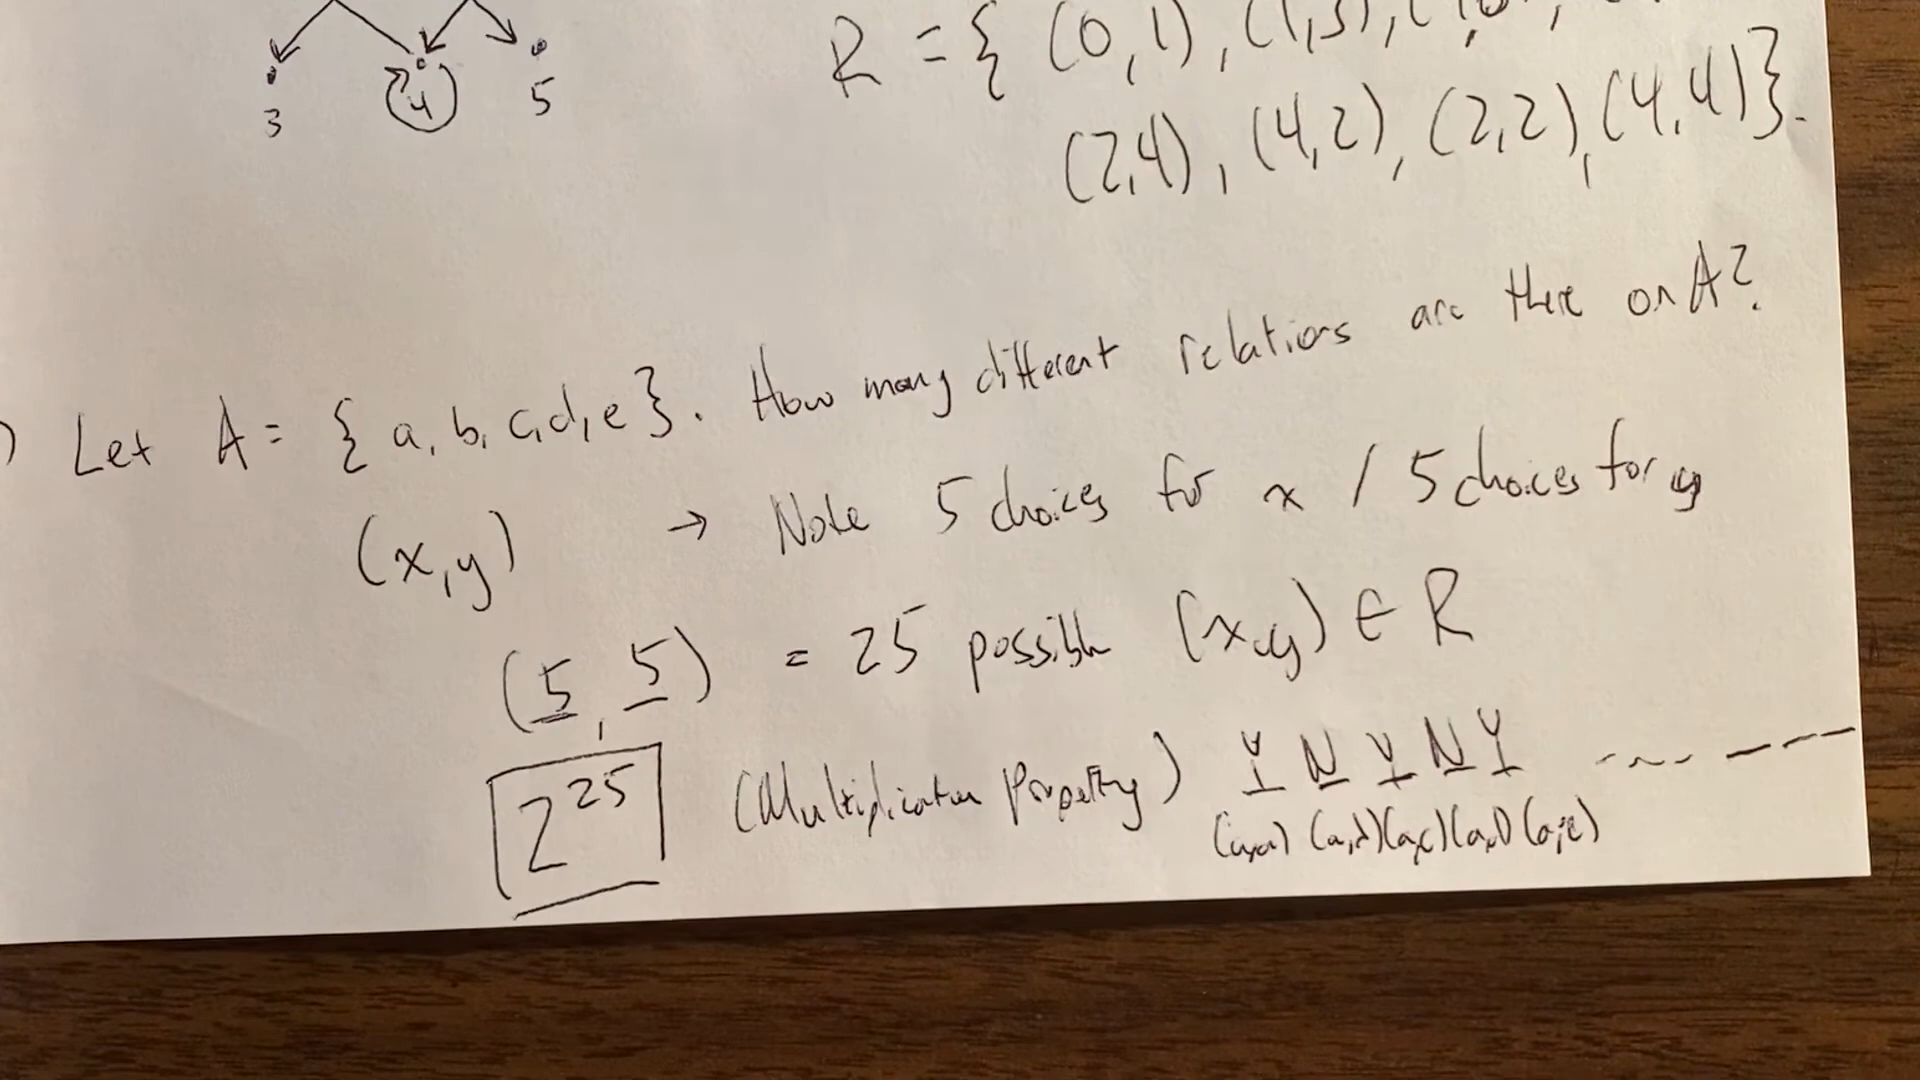 R = { (0,1), (1,3),
3 4 5
(2,4), (4,2), (2,2), (4,4) }.
) Let A = { a, b, c, d, e }. How many different relations are there on A?
(x,y) → Note 5 choices for x / 5 choices for y
(5, 5) = 25 possible (x,y) ∈ R
2^25 (Multiplication Property) Y N Y N Y
(a,a) (a,b) (a,c) (a,d) (a,e)